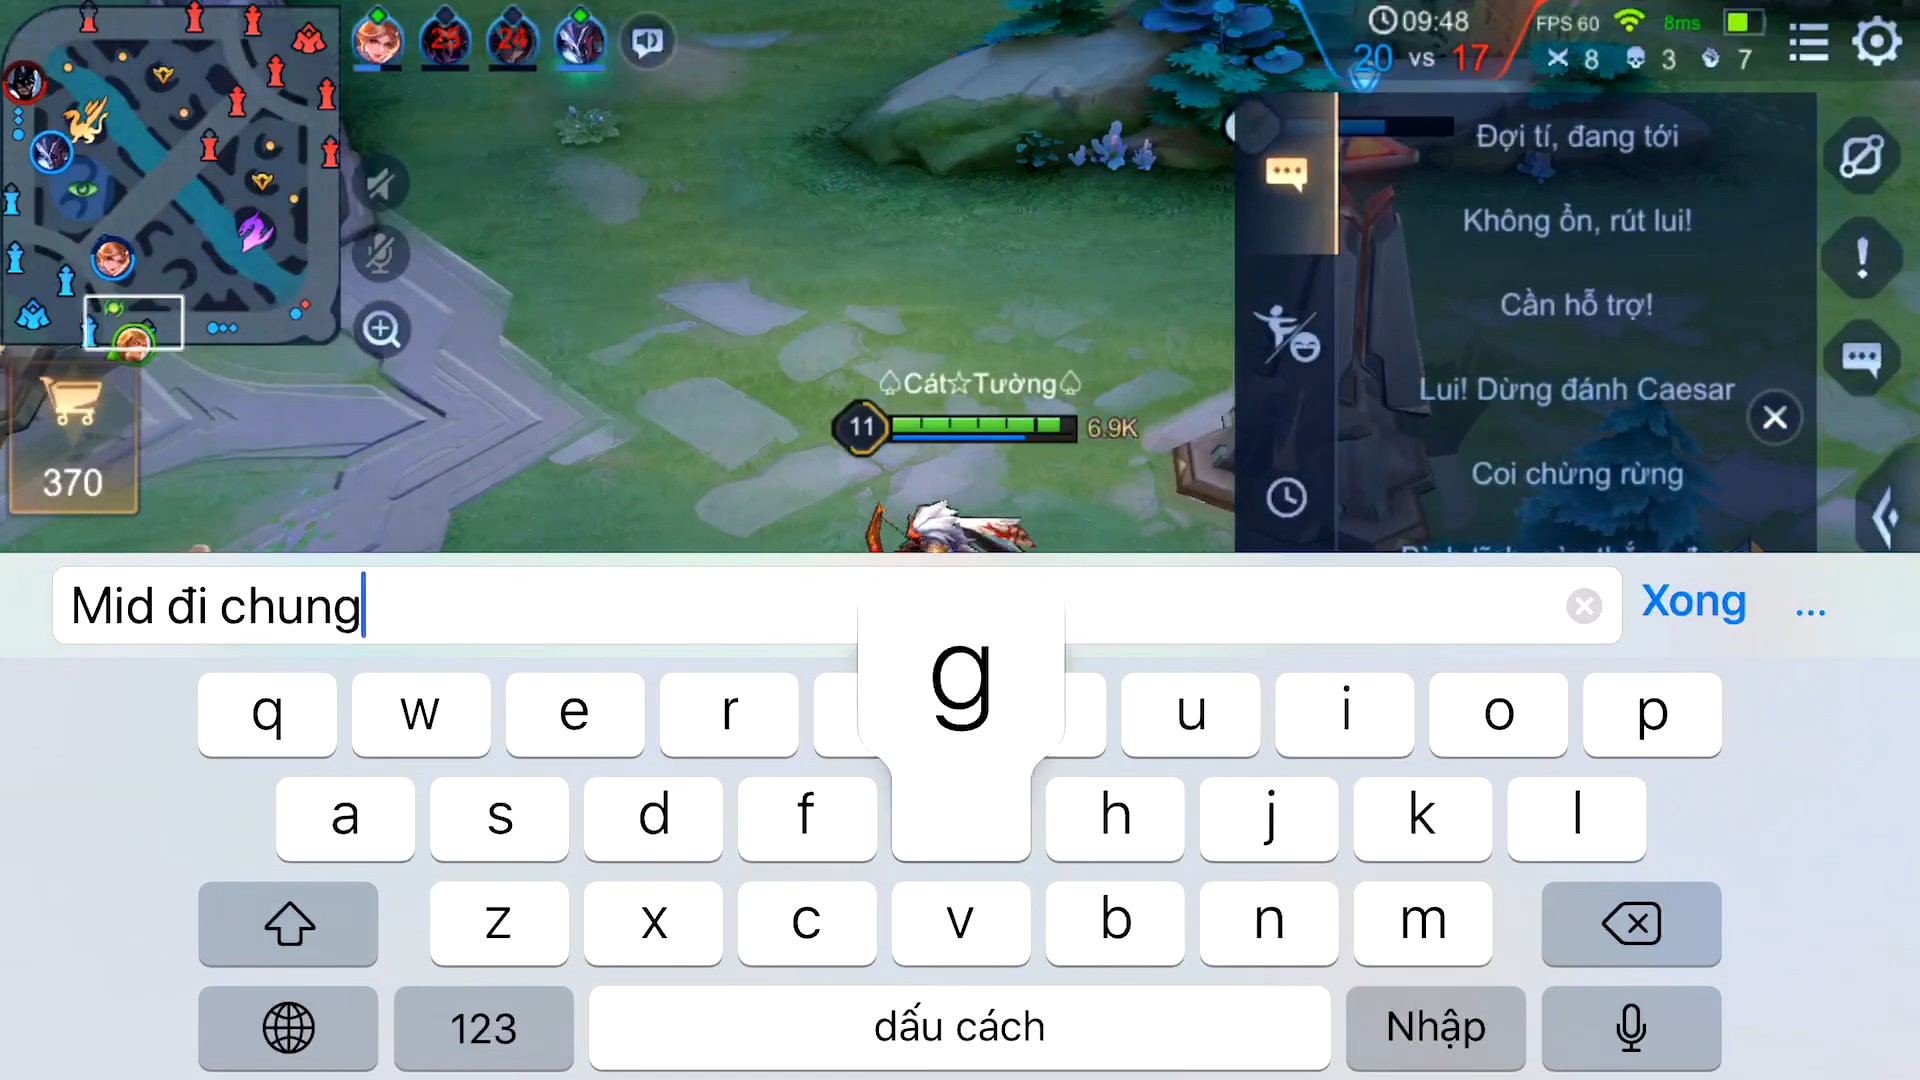 25
24
09:48
FPS 60
8ms
20 vs 17
8
3
7
Đợi tí, đang tới
Không ổn, rút lui!
Cần hỗ trợ!
Lui! Dừng đánh Caesar
Coi chừng rừng
♤Cát☆Tường♤
11
6.9K
370
Mid đi chung
Xong
...
g
q w e r u i o p
a s d f h j k l
z x c v b n m
123
dấu cách
Nhập